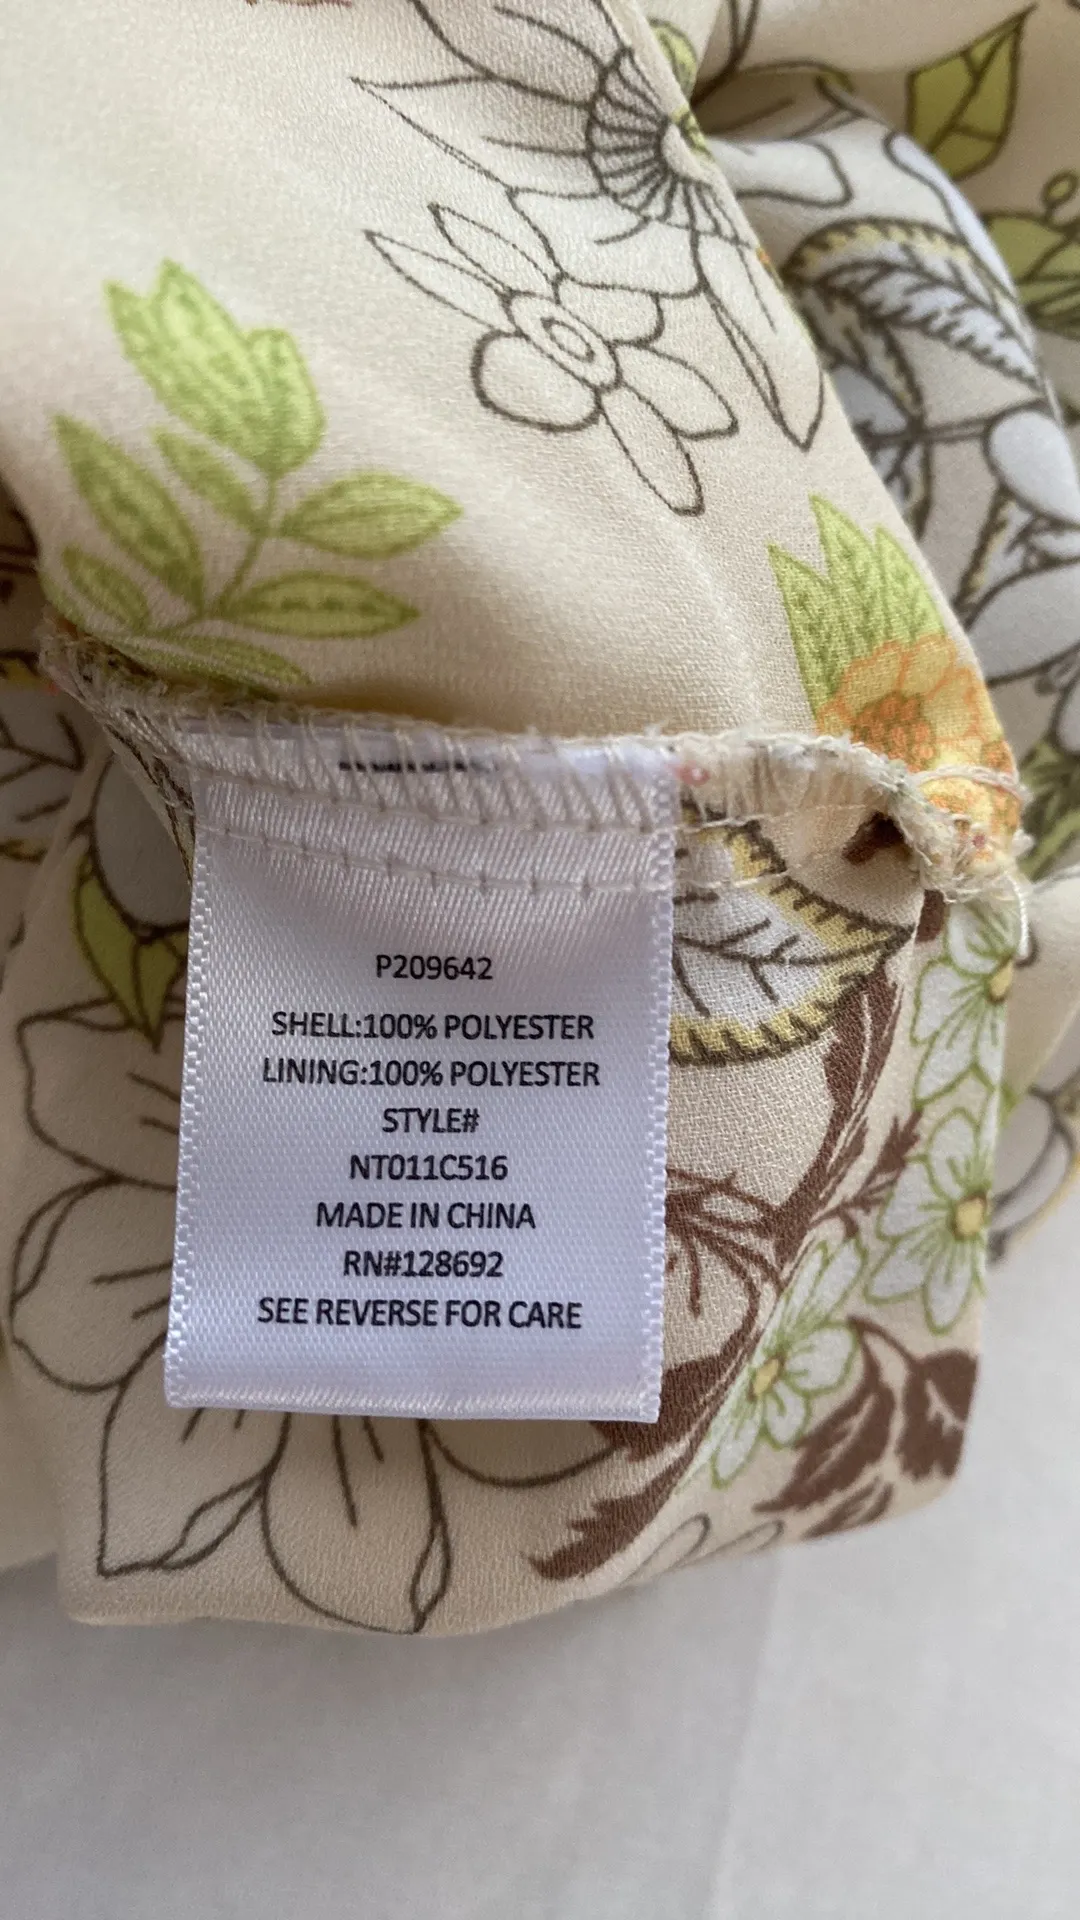 P209642
SHELL:100% POLYESTER
LINING:100% POLYESTER
STYLE#
NT011C516
MADE IN CHINA
RN#128692
SEE REVERSE FOR CARE